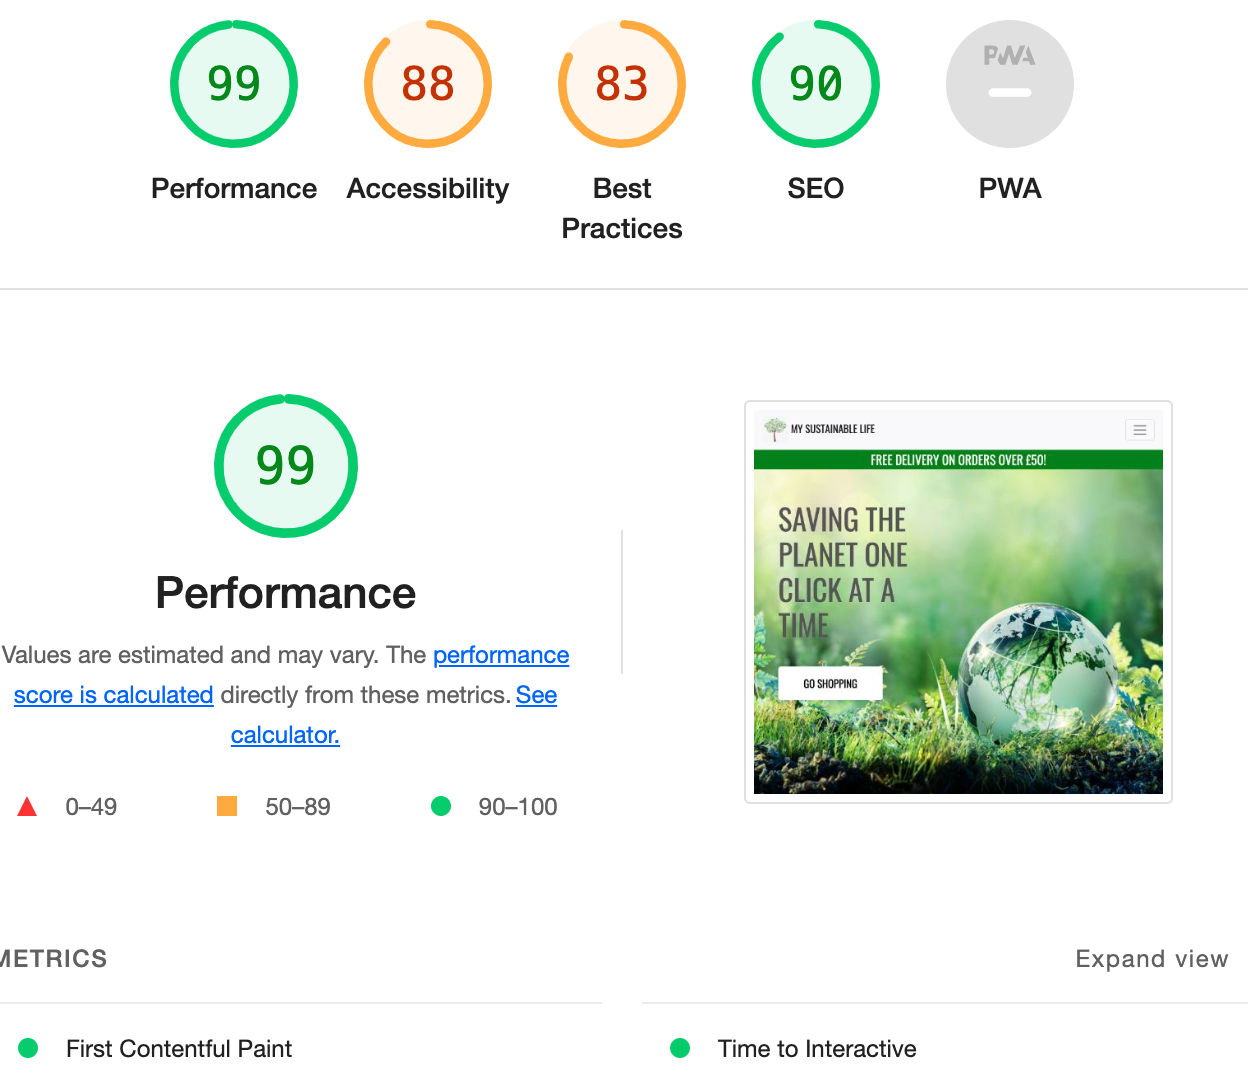 99
88
83
90
PWA
Performance
Accessibility
Best
Practices
SEO
PWA
99
Performance
Values are estimated and may vary. The performance
score is calculated directly from these metrics. See
calculator.
0–49
50–89
90–100
MY SUSTAINABLE LIFE
FREE DELIVERY ON ORDERS OVER £50!
SAVING THE
PLANET ONE
CLICK AT A
TIME
GO SHOPPING
METRICS
Expand view
First Contentful Paint
Time to Interactive